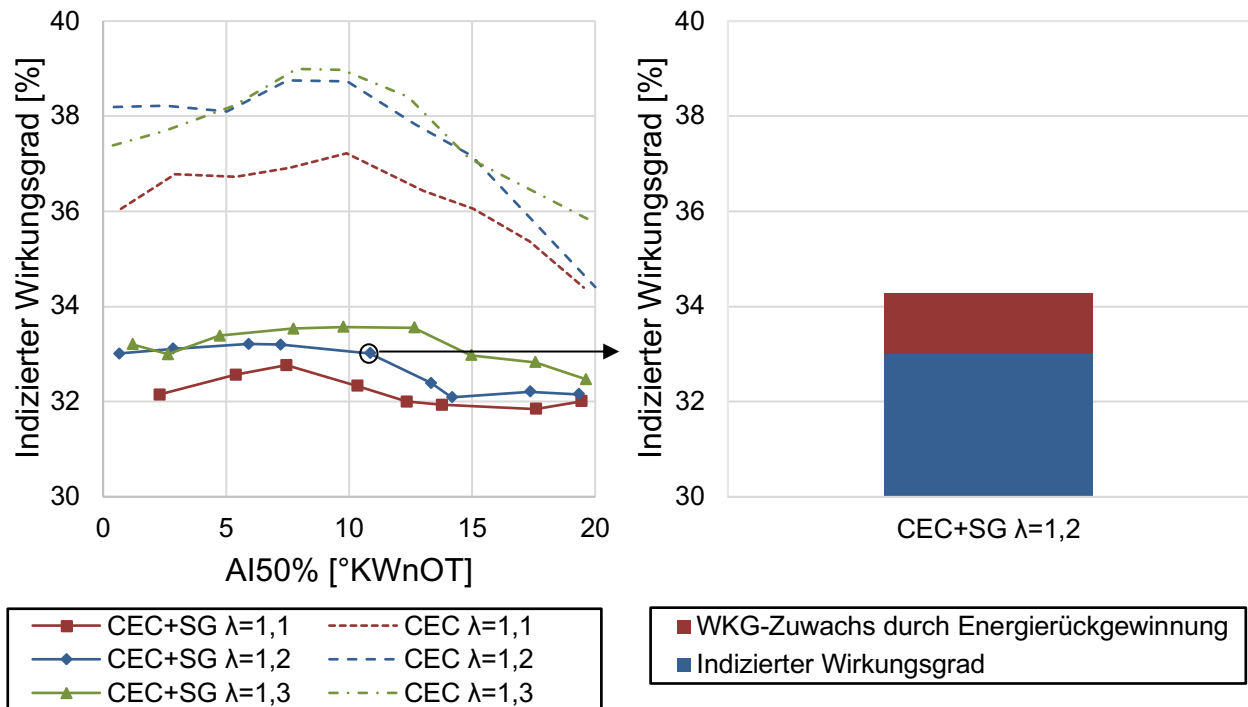 Indizierter Wirkungsgrad [%]
40
38
36
34
32
30
0 5 10 15 20
AI50% [°KWnOT]
Indizierter Wirkungsgrad [%]
40
38
36
34
32
30
CEC+SG λ=1,2
CEC+SG λ=1,1 CEC λ=1,1
CEC+SG λ=1,2 CEC λ=1,2
CEC+SG λ=1,3 CEC λ=1,3
WKG-Zuwachs durch Energierückgewinnung
Indizierter Wirkungsgrad